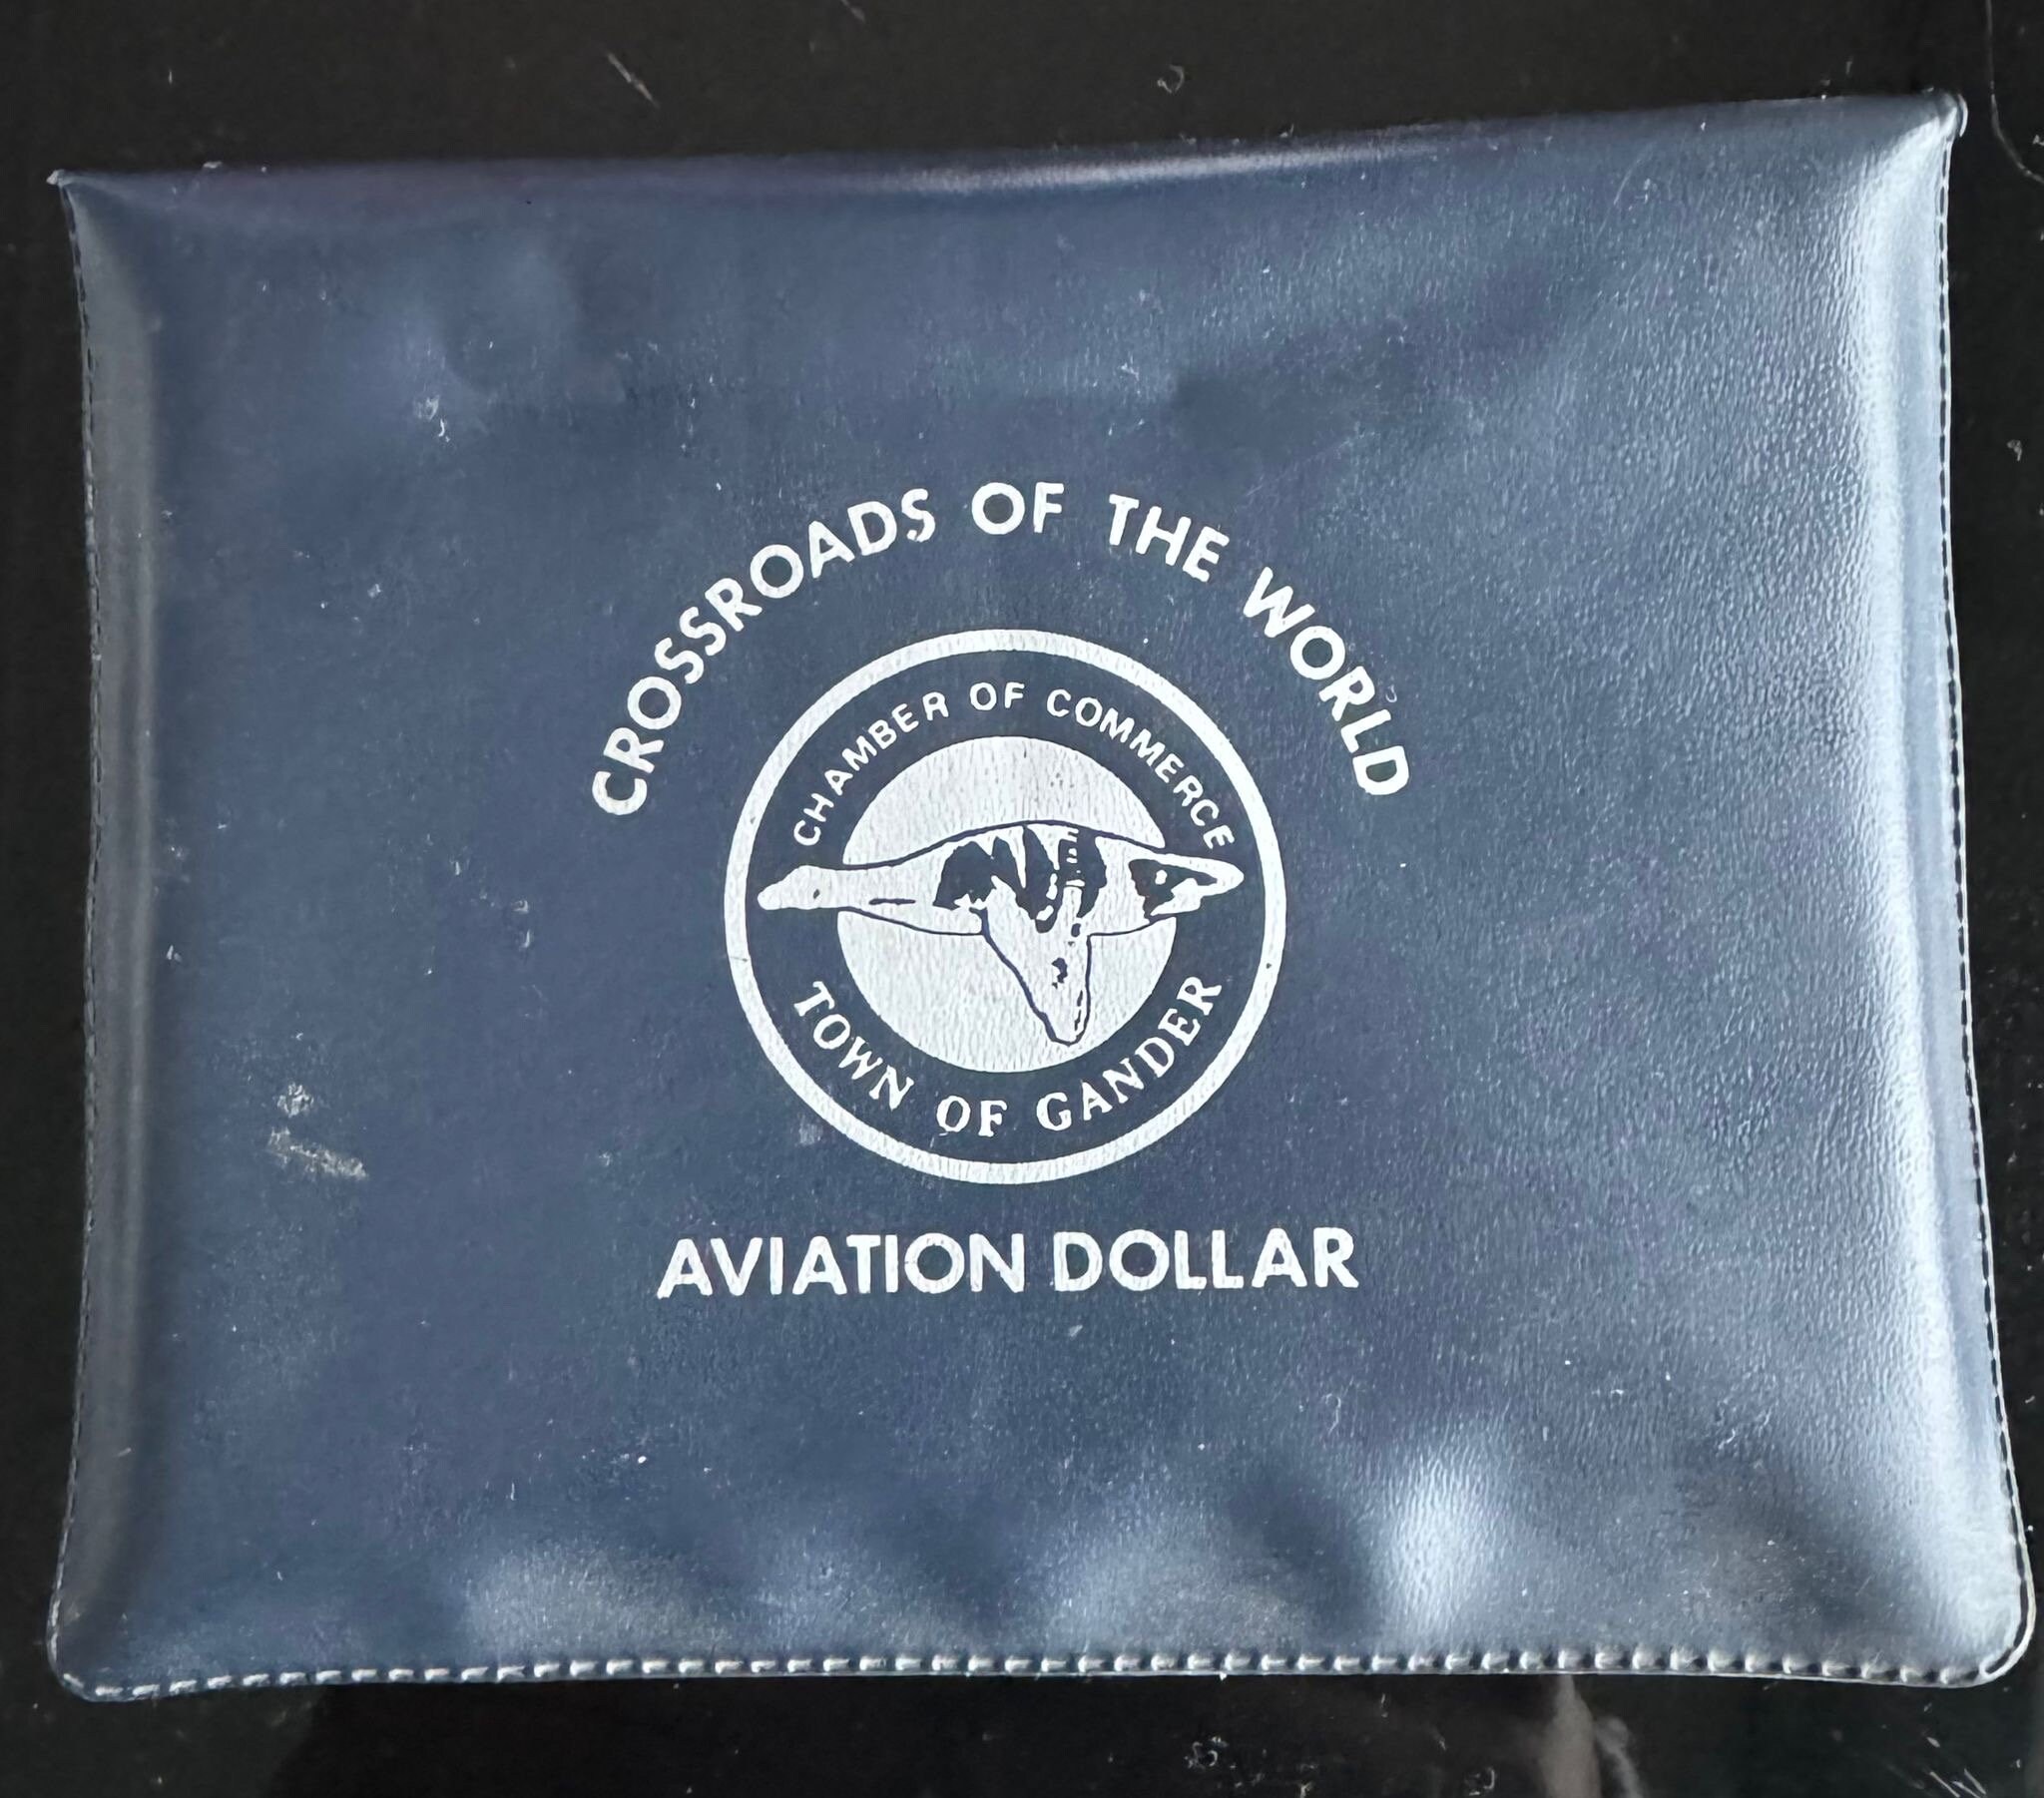 CROSSROADS OF THE WORLD
CHAMBER OF COMMERCE
TOWN OF GANDER
AVIATION DOLLAR